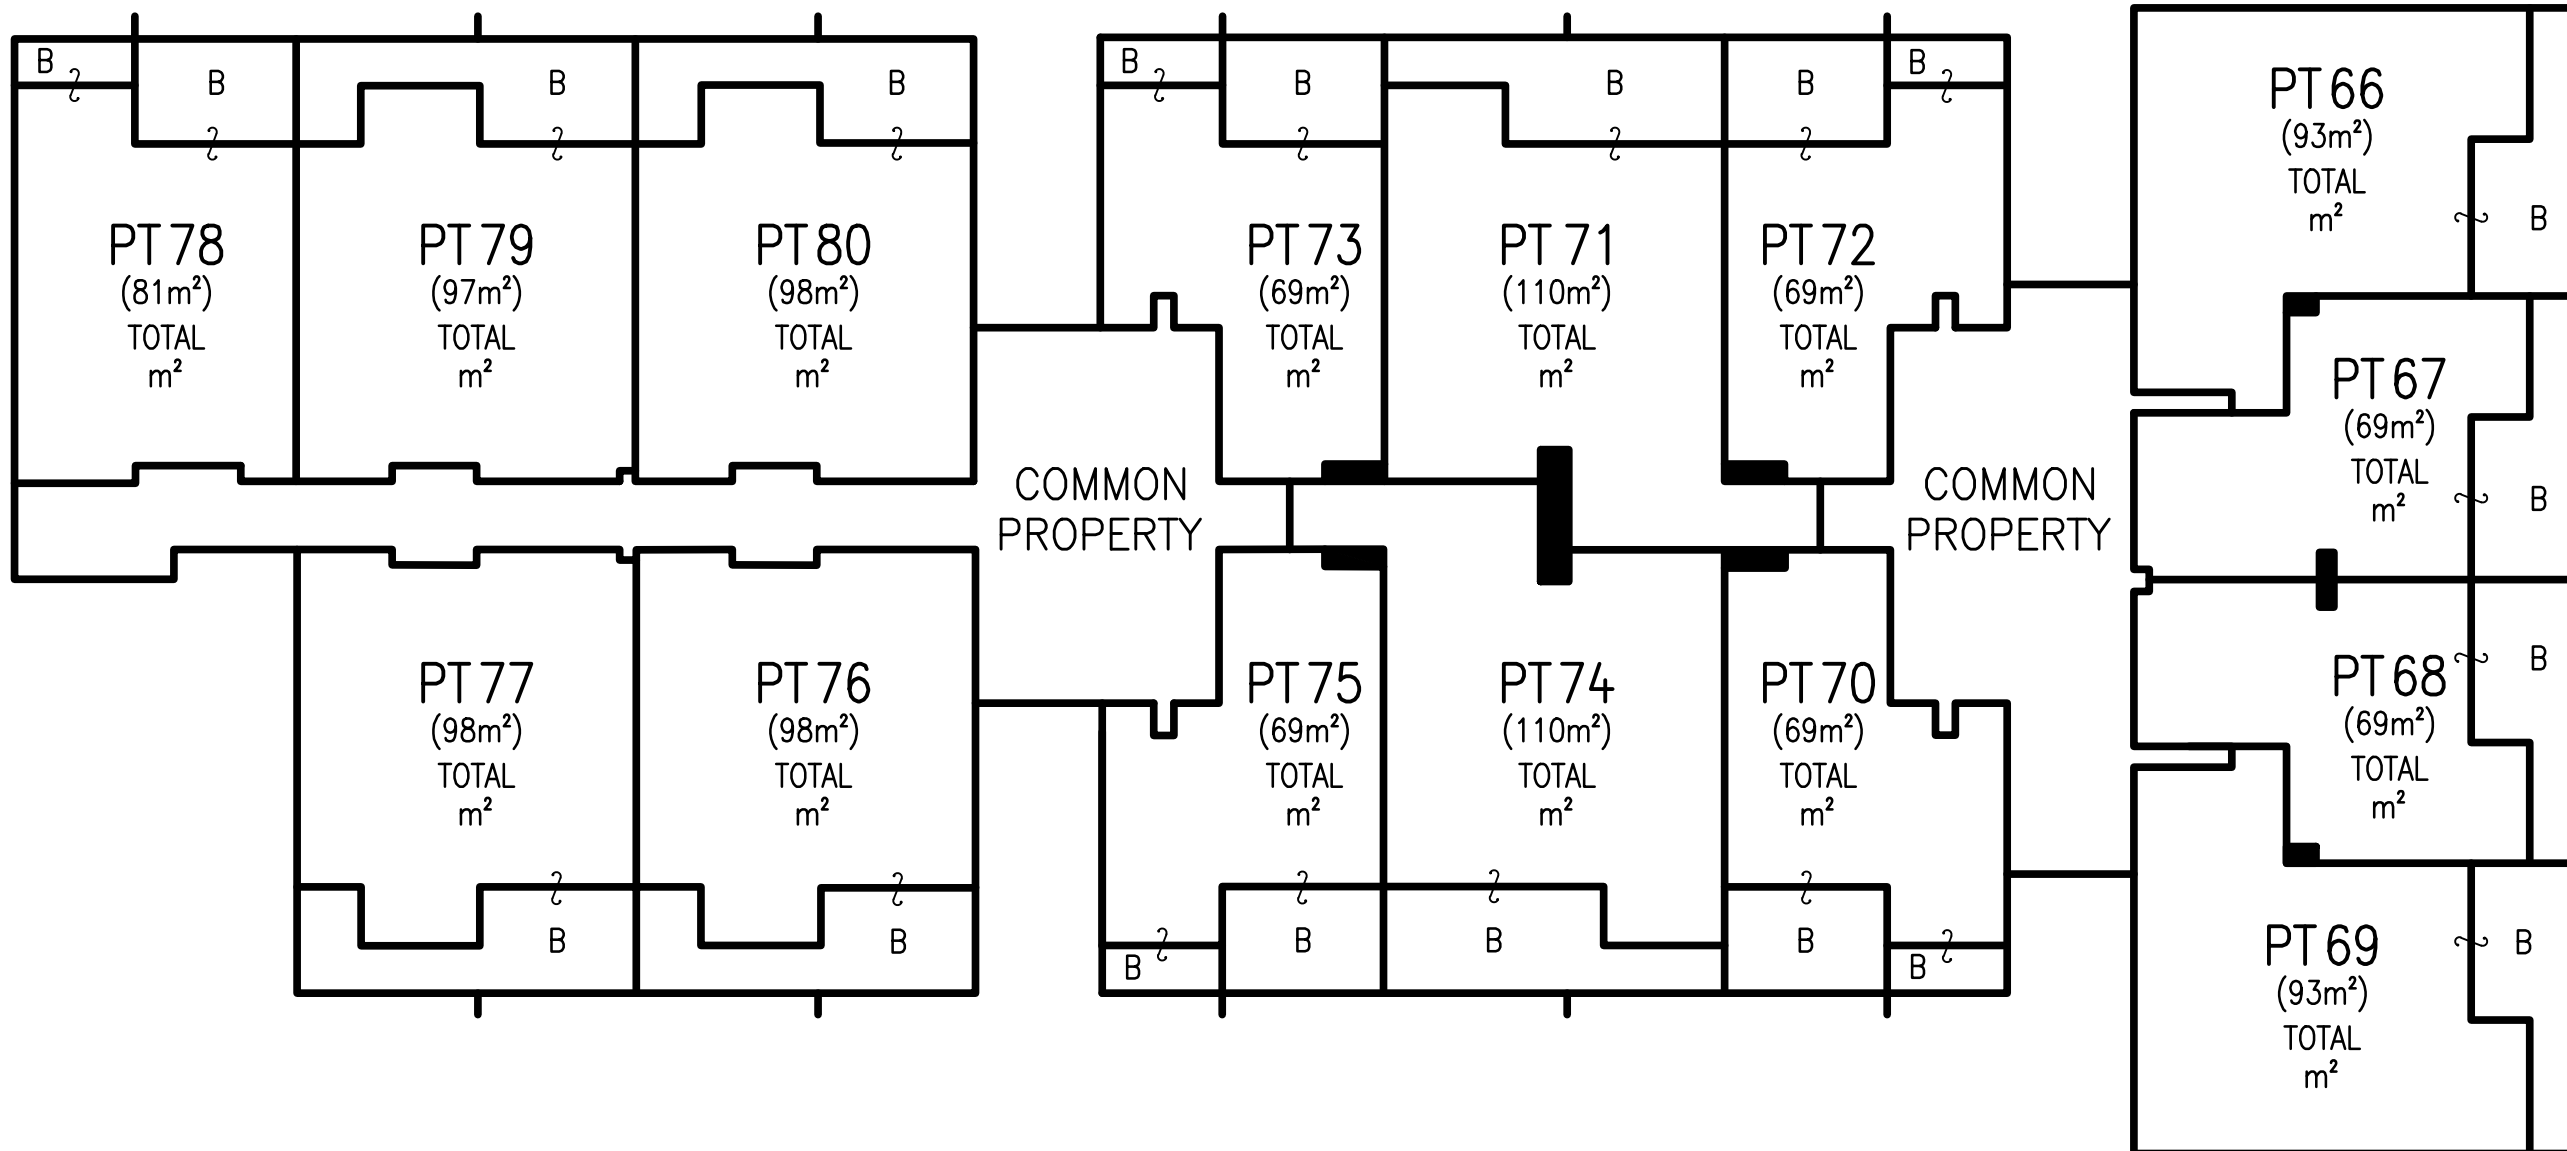 B
B
B
B
PT 78
(81m²)
TOTAL
m²
PT 79
(97m²)
TOTAL
m²
PT 80
(98m²)
TOTAL
m²
B
B
B
B
B
PT 73
(69m²)
TOTAL
m²
PT 71
(110m²)
TOTAL
m²
PT 72
(69m²)
TOTAL
m²
PT 66
(93m²)
TOTAL
m²
B
PT 67
(69m²)
TOTAL
m²
B
COMMON
PROPERTY
COMMON
PROPERTY
PT 77
(98m²)
TOTAL
m²
B
PT 76
(98m²)
TOTAL
m²
B
PT 75
(69m²)
TOTAL
m²
B
B
PT 74
(110m²)
TOTAL
m²
B
PT 70
(69m²)
TOTAL
m²
B
B
PT 68
(69m²)
TOTAL
m²
B
PT 69
(93m²)
TOTAL
m²
B